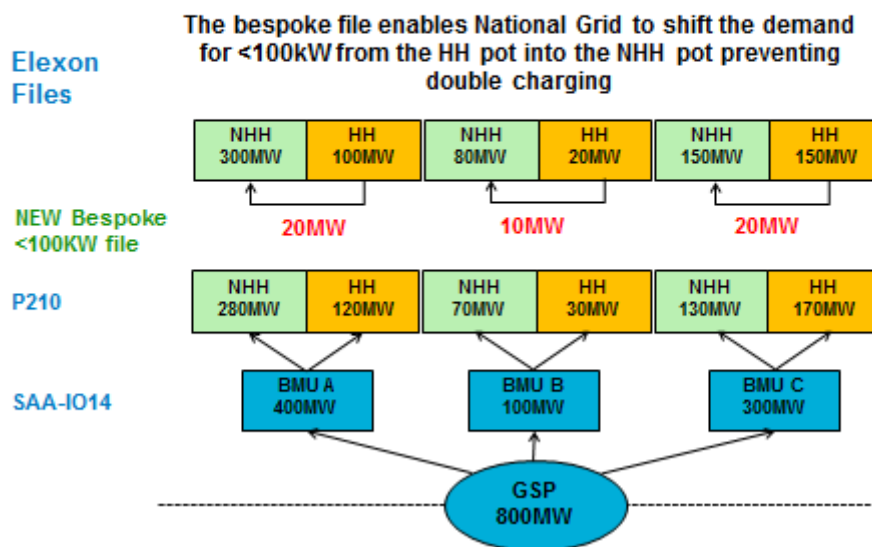 The bespoke file enables National Grid to shift the demand
for <100kW from the HH pot into the NHH pot preventing
double charging
Elexon
Files
NHH
300MW
HH
100MW
NHH
80MW
HH
20MW
NHH
150MW
HH
150MW
NEW Bespoke
<100KW file
20MW
10MW
20MW
P210
NHH
280MW
HH
120MW
NHH
70MW
HH
30MW
NHH
130MW
HH
170MW
SAA-IO14
BMU A
400MW
BMU B
100MW
BMU C
300MW
GSP
800MW